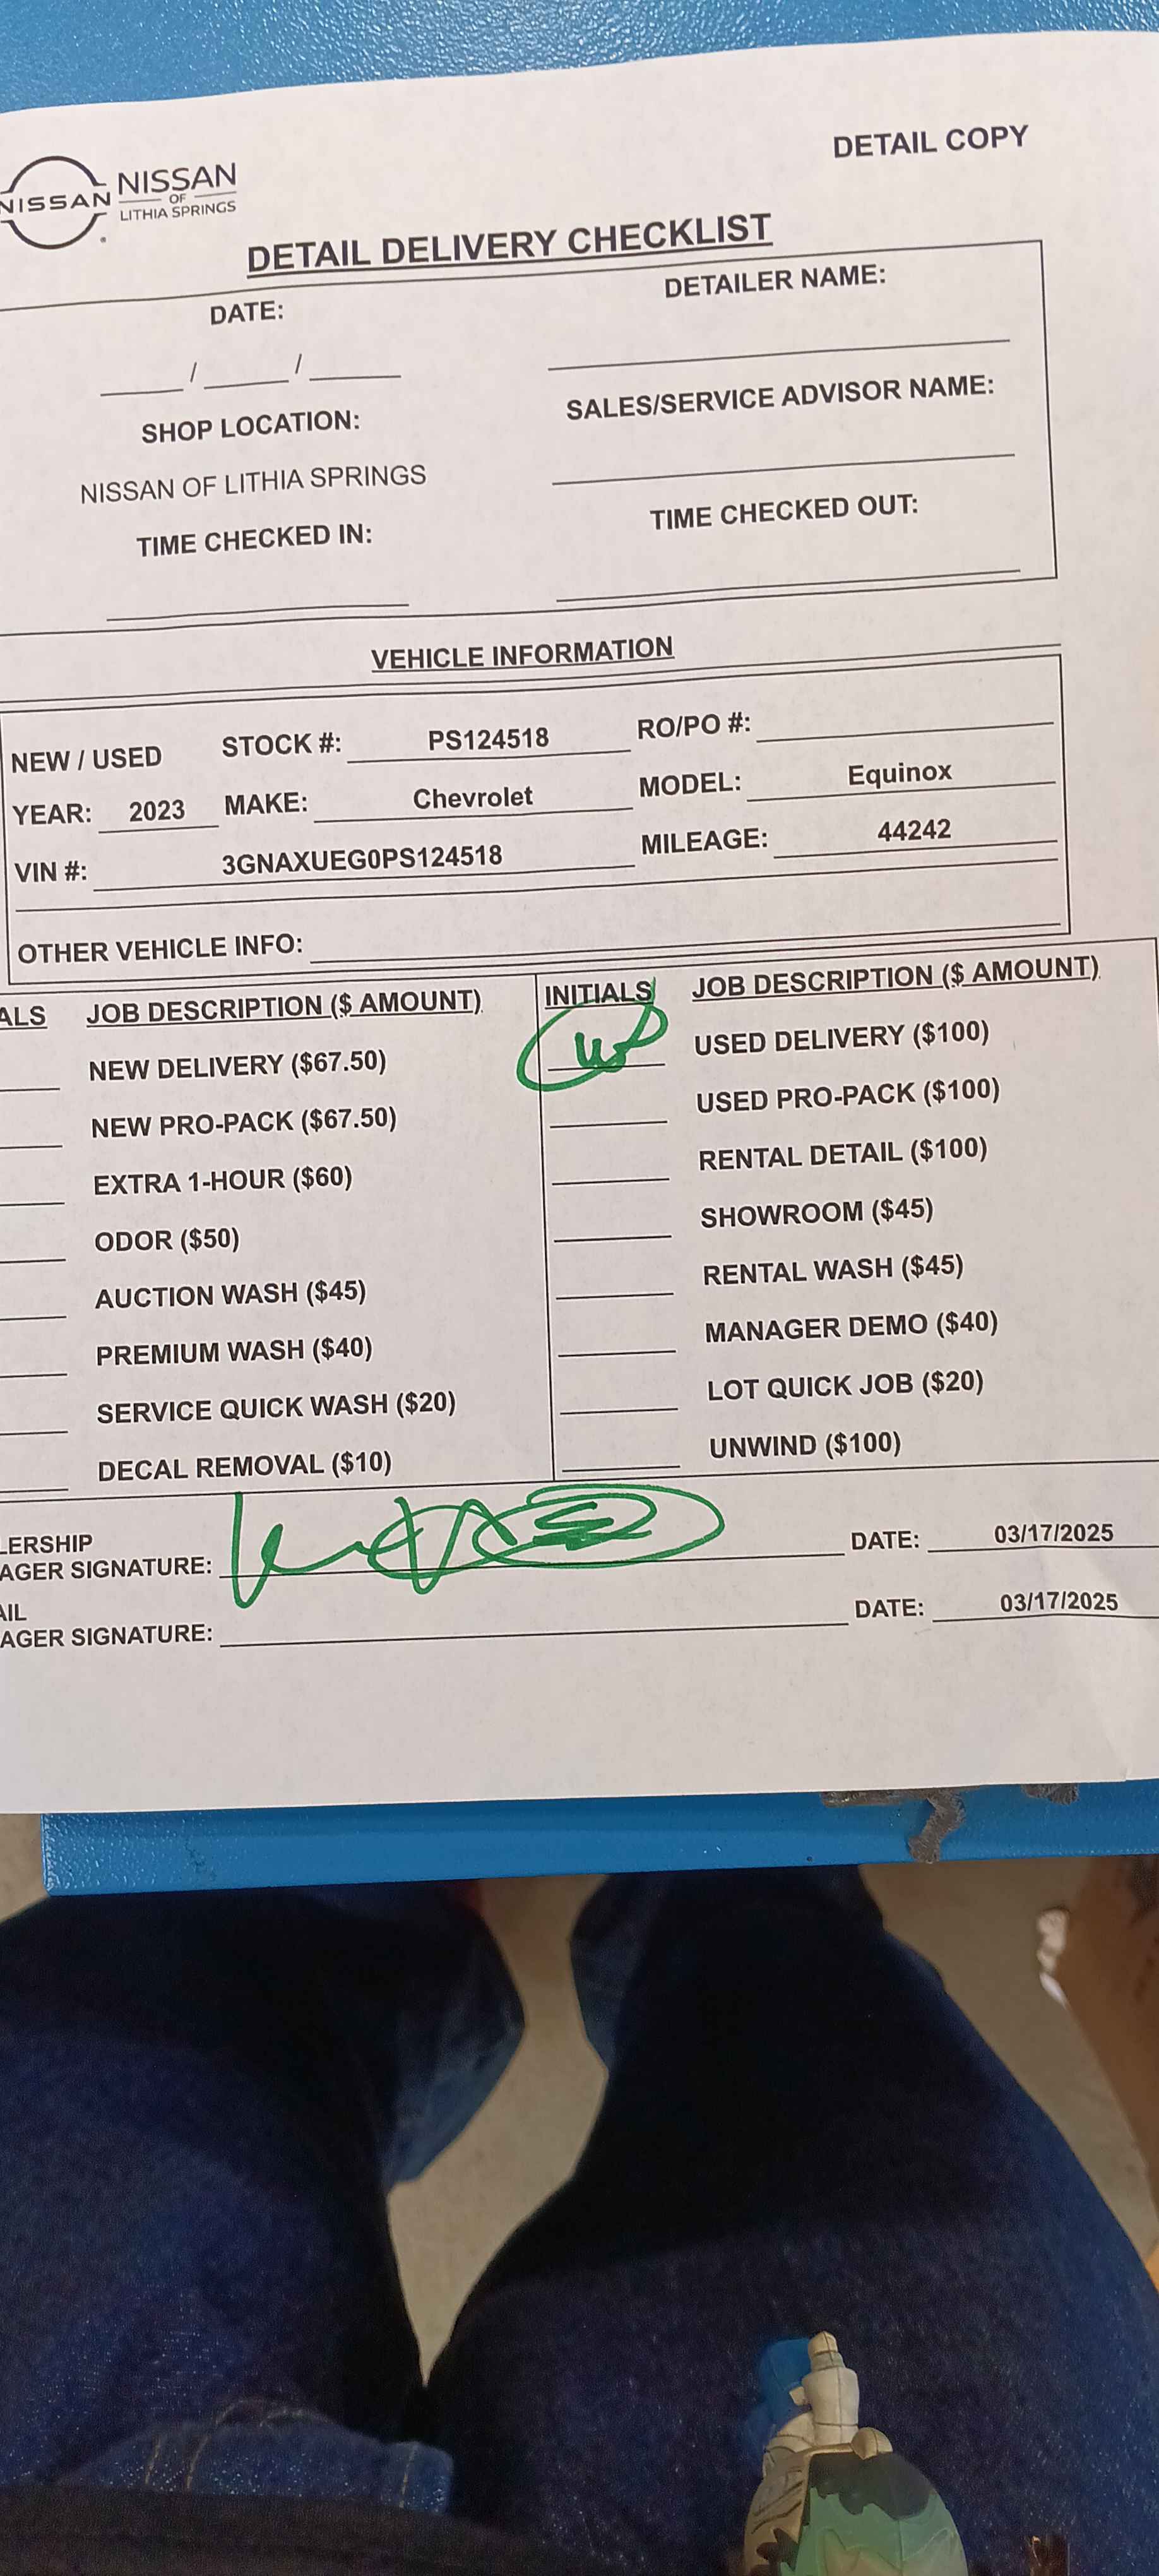 DETAIL COPY
NISSAN
NISSAN
OF
LITHIA SPRINGS
DETAIL DELIVERY CHECKLIST
DATE:
DETAILER NAME:
____ / ____ / ____
SHOP LOCATION:
SALES/SERVICE ADVISOR NAME:
NISSAN OF LITHIA SPRINGS
TIME CHECKED IN:
TIME CHECKED OUT:
VEHICLE INFORMATION
NEW / USED STOCK #: PS124518 RO/PO #:
YEAR: 2023 MAKE: Chevrolet MODEL: Equinox
VIN #: 3GNAXUEG0PS124518 MILEAGE: 44242
OTHER VEHICLE INFO:
ALS JOB DESCRIPTION ($ AMOUNT) INITIALS JOB DESCRIPTION ($ AMOUNT)
NEW DELIVERY ($67.50) USED DELIVERY ($100)
NEW PRO-PACK ($67.50) USED PRO-PACK ($100)
EXTRA 1-HOUR ($60) RENTAL DETAIL ($100)
ODOR ($50) SHOWROOM ($45)
AUCTION WASH ($45) RENTAL WASH ($45)
PREMIUM WASH ($40) MANAGER DEMO ($40)
SERVICE QUICK WASH ($20) LOT QUICK JOB ($20)
DECAL REMOVAL ($10) UNWIND ($100)
LERSHIP
AGER SIGNATURE: DATE: 03/17/2025
AIL
AGER SIGNATURE: DATE: 03/17/2025